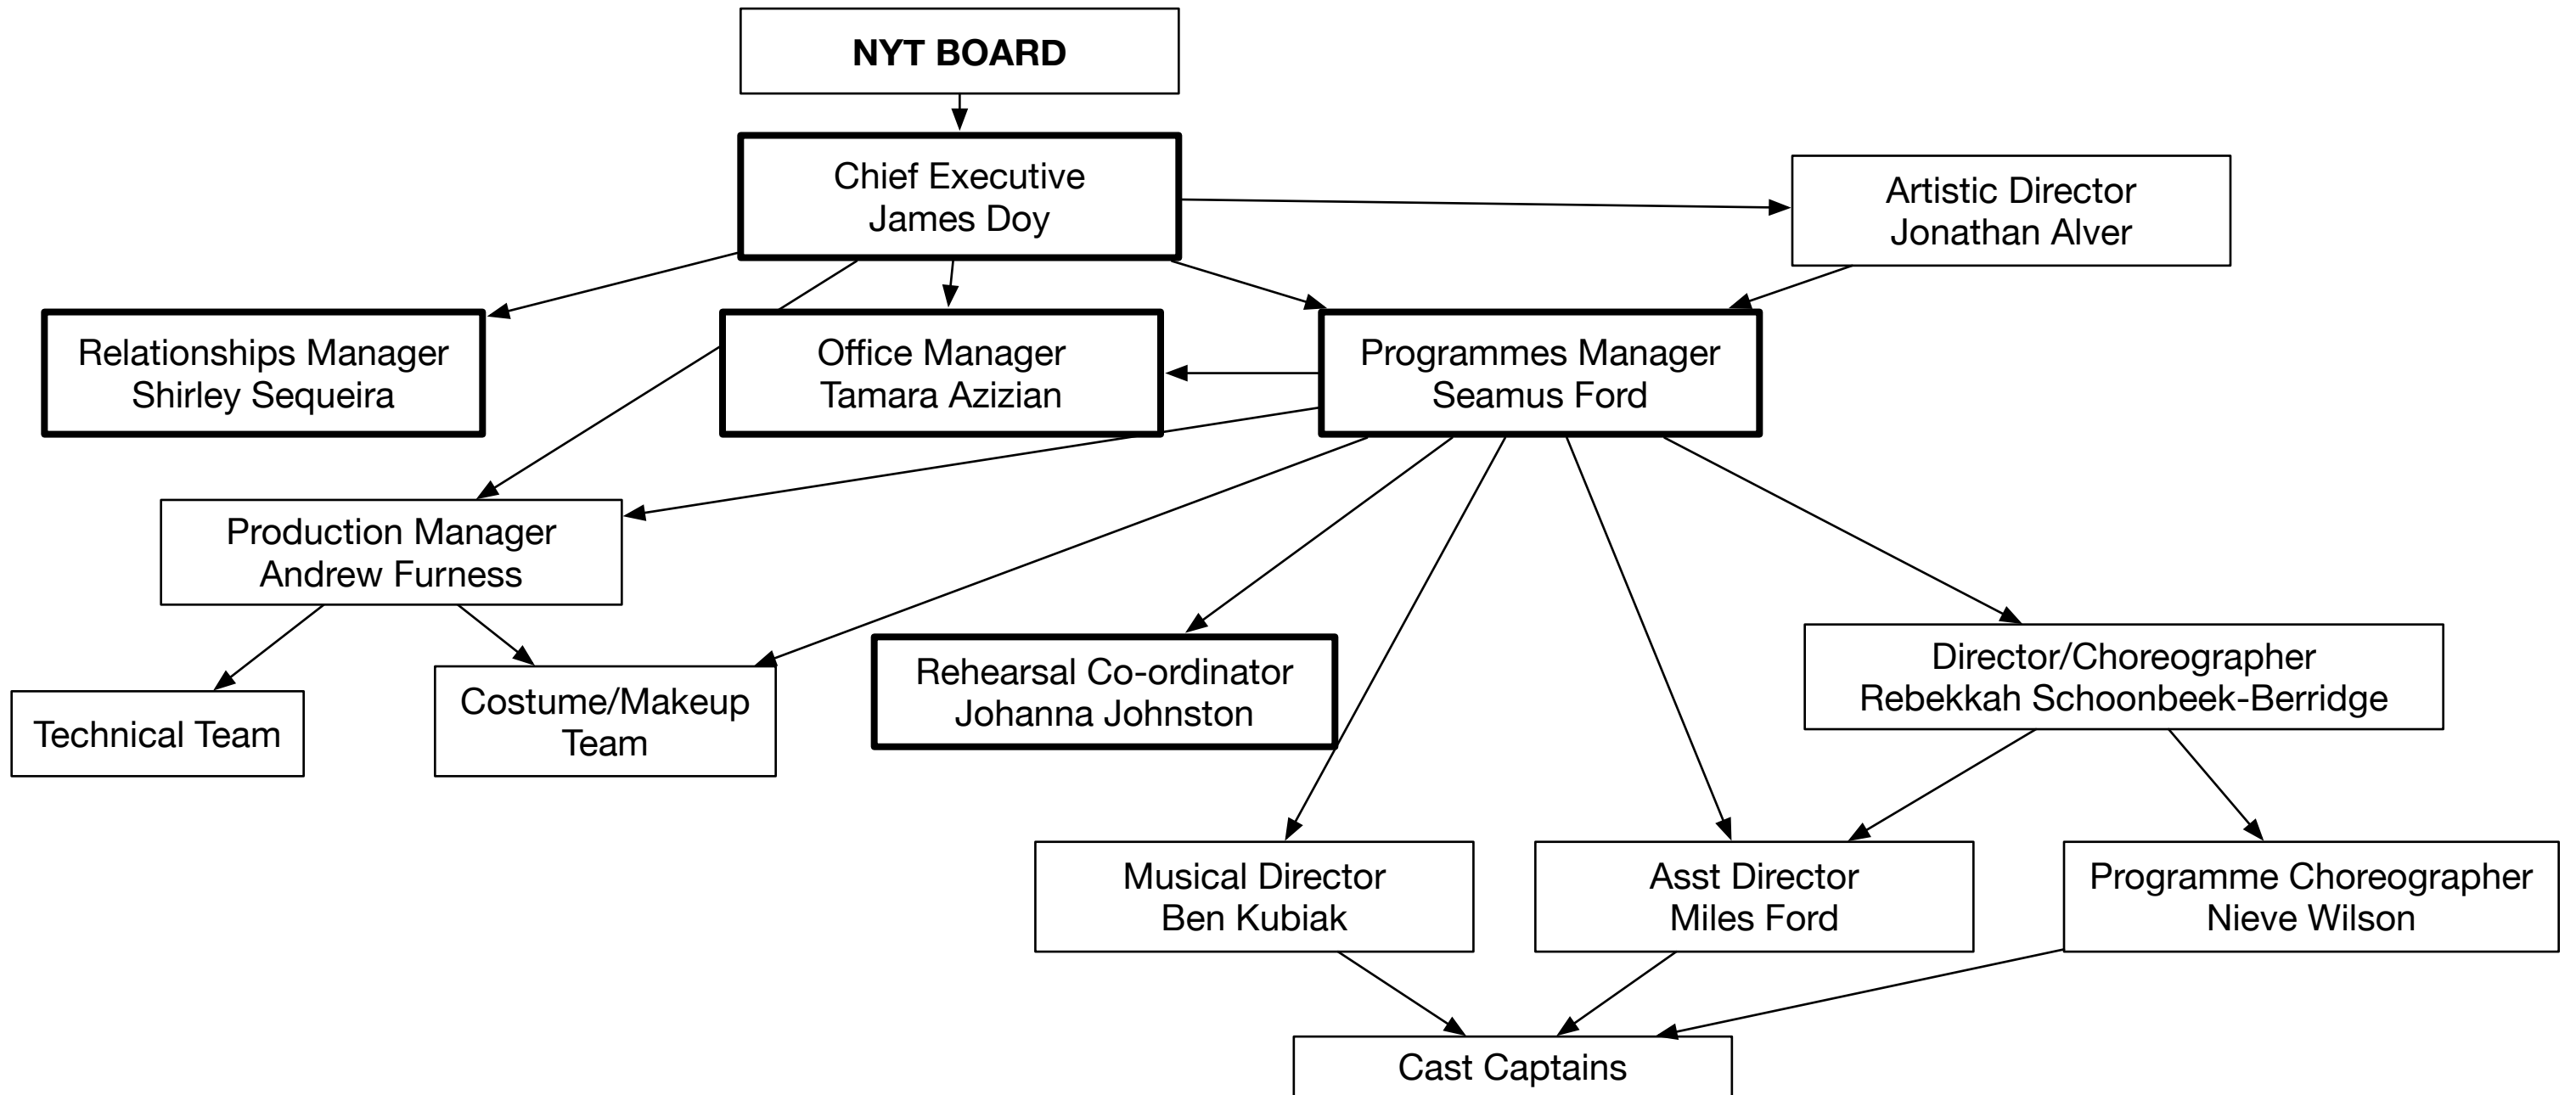 NYT BOARD
Chief Executive
James Doy
Artistic Director
Jonathan Alver
Relationships Manager
Shirley Sequeira
Office Manager
Tamara Azizian
Programmes Manager
Seamus Ford
Production Manager
Andrew Furness
Technical Team
Costume/Makeup
Team
Rehearsal Co-ordinator
Johanna Johnston
Director/Choreographer
Rebekkah Schoonbeek-Berridge
Musical Director
Ben Kubiak
Asst Director
Miles Ford
Programme Choreographer
Nieve Wilson
Cast Captains